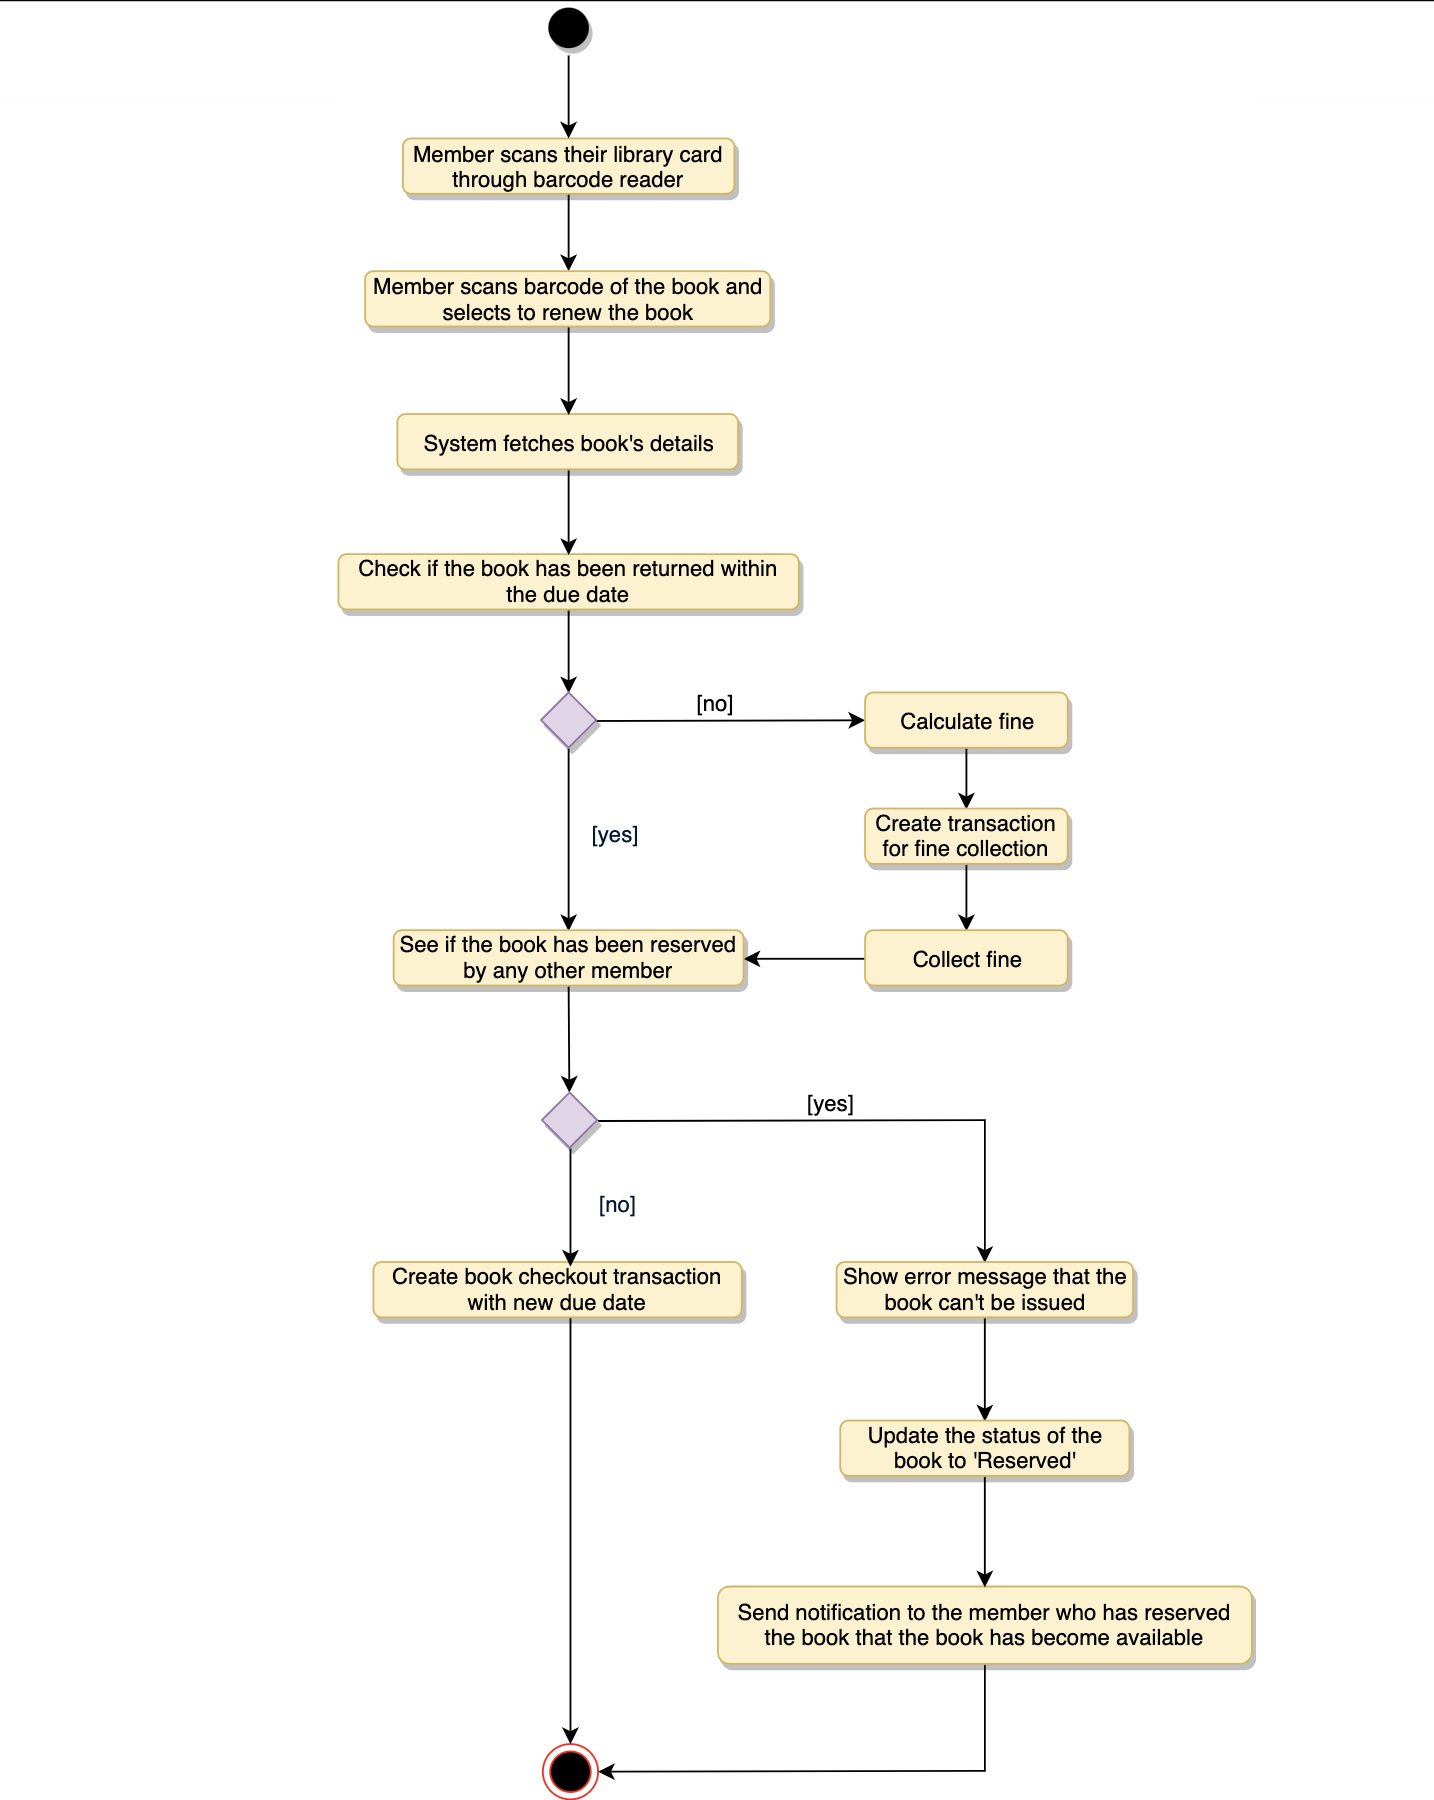 Member scans their library card
through barcode reader
Member scans barcode of the book and
selects to renew the book
System fetches book's details
Check if the book has been returned within
the due date
[no]
Calculate fine
[yes]
Create transaction
for fine collection
See if the book has been reserved
by any other member
Collect fine
[yes]
[no]
Create book checkout transaction
with new due date
Show error message that the
book can't be issued
Update the status of the
book to 'Reserved'
Send notification to the member who has reserved
the book that the book has become available